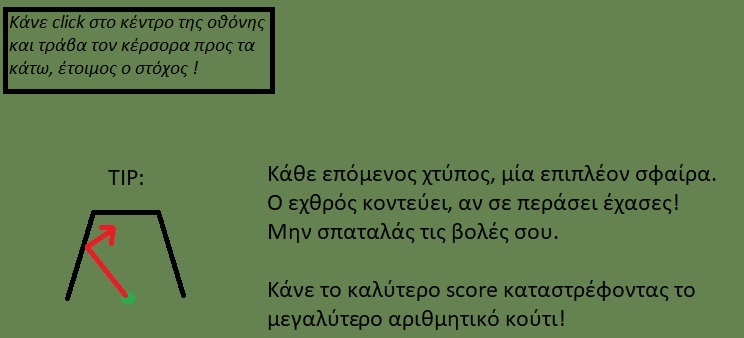 Κάνε click στο κέντρο της οθόνης
και τράβα τον κέρσορα προς τα
κάτω, έτοιμος ο στόχος !
TIP:
Κάθε επόμενος χτύπος, μία επιπλέον σφαίρα.
Ο εχθρός κοντεύει, αν σε περάσει έχασες!
Μην σπαταλάς τις βολές σου.
Κάνε το καλύτερο score καταστρέφοντας το
μεγαλύτερο αριθμητικό κούτι!